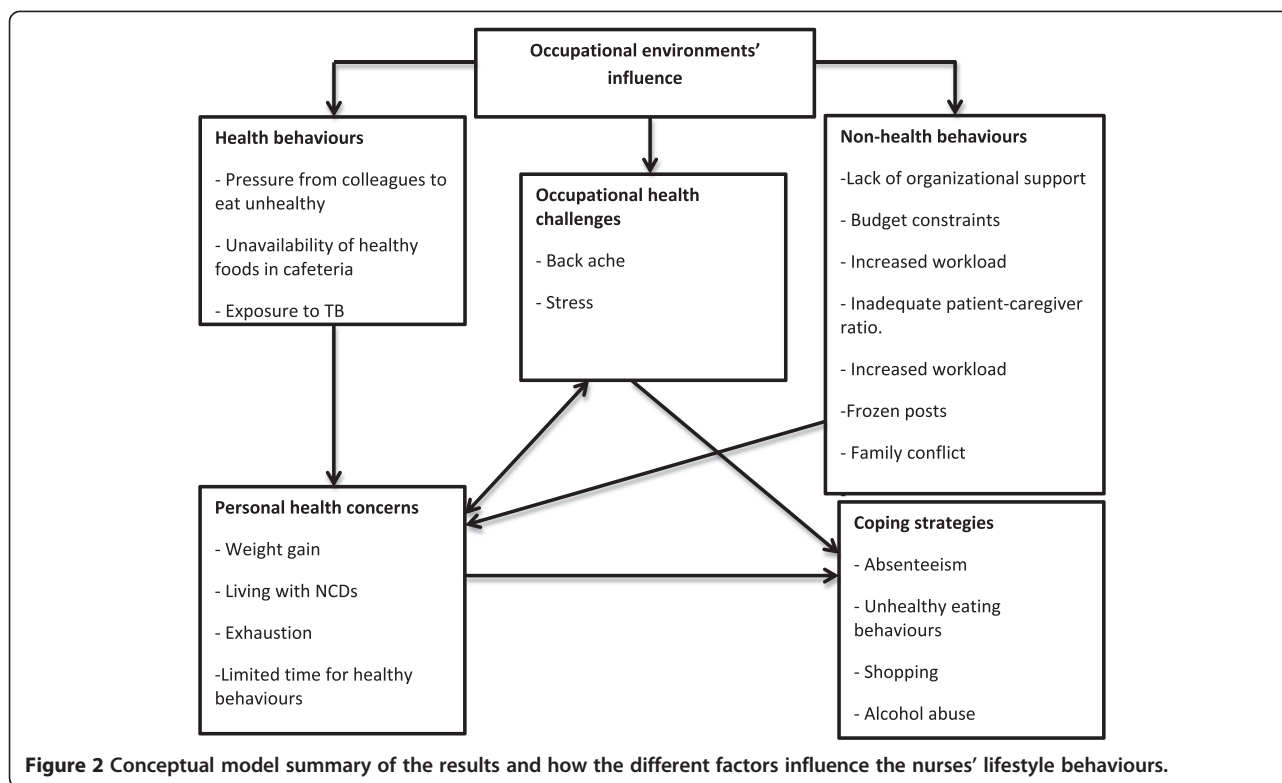 Occupational environments’
influence
Health behaviours
- Pressure from colleagues to
eat unhealthy
- Unavailability of healthy
foods in cafeteria
- Exposure to TB
Occupational health
challenges
- Back ache
- Stress
Non-health behaviours
-Lack of organizational support
- Budget constraints
- Increased workload
- Inadequate patient-caregiver
ratio.
- Increased workload
-Frozen posts
- Family conflict
Personal health concerns
- Weight gain
- Living with NCDs
- Exhaustion
-Limited time for healthy
behaviours
Coping strategies
- Absenteeism
- Unhealthy eating
behaviours
- Shopping
- Alcohol abuse
Figure 2 Conceptual model summary of the results and how the different factors influence the nurses’ lifestyle behaviours.